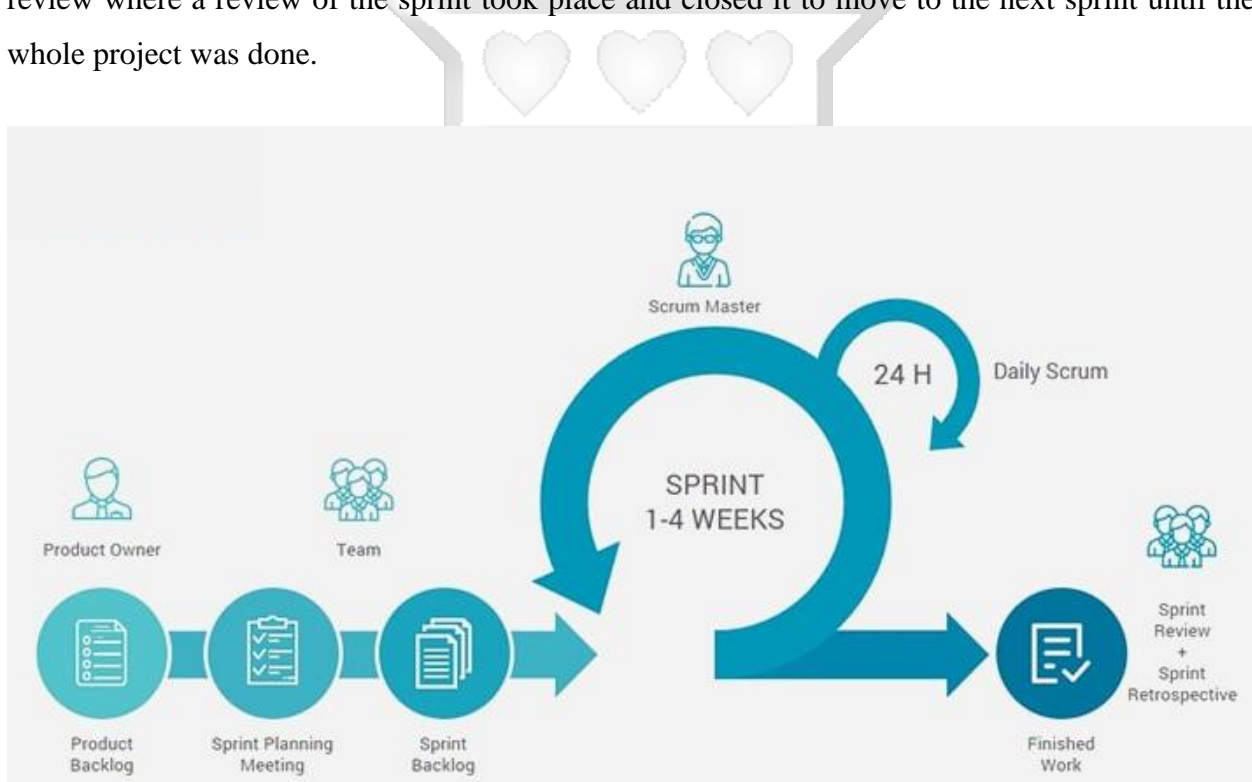 review where a review of the sprint took place and closed it to move to the next sprint until the
whole project was done.
Scrum Master
24 H
Daily Scrum
SPRINT
1-4 WEEKS
Product Owner
Team
Product
Backlog
Sprint Planning
Meeting
Sprint
Backlog
Finished
Work
Sprint
Review
+
Sprint
Retrospective